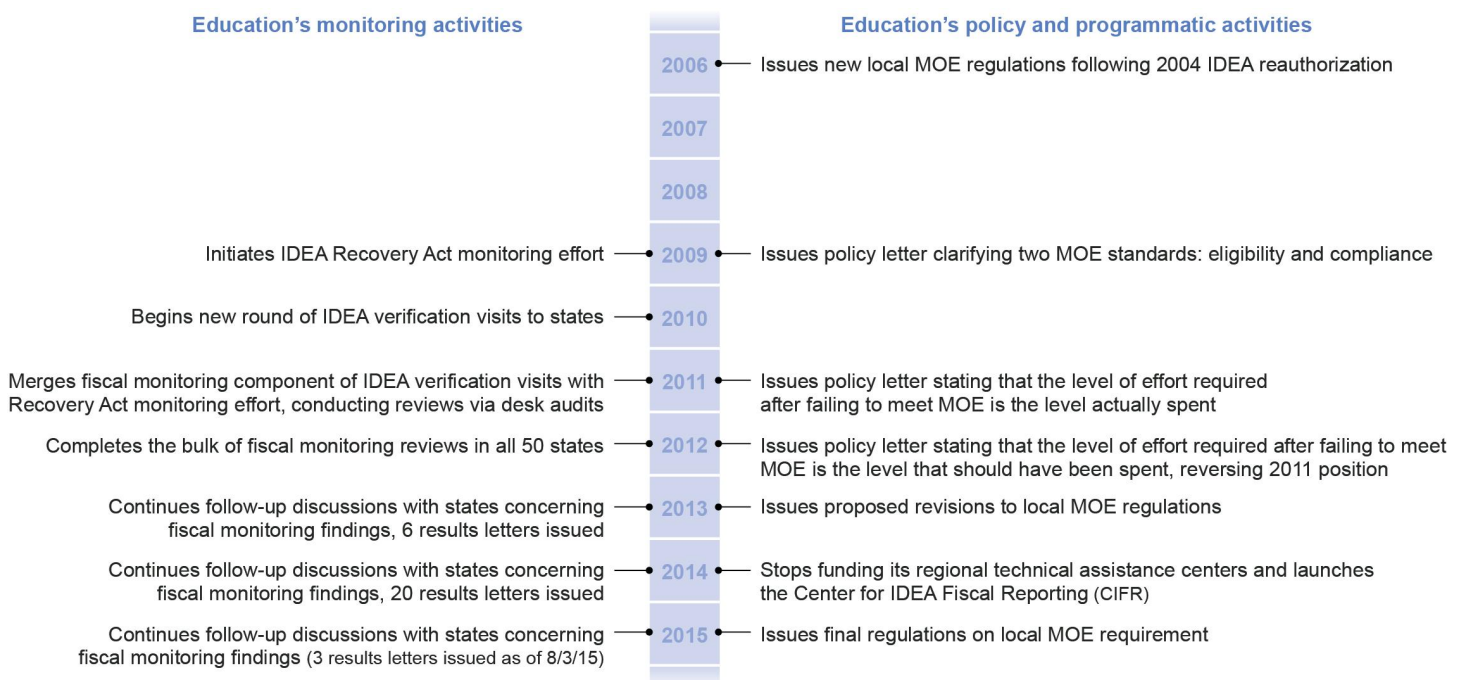 Education’s monitoring activities
Education’s policy and programmatic activities
2006
Issues new local MOE regulations following 2004 IDEA reauthorization
2007
2008
Initiates IDEA Recovery Act monitoring effort
2009
Issues policy letter clarifying two MOE standards: eligibility and compliance
Begins new round of IDEA verification visits to states
2010
Merges fiscal monitoring component of IDEA verification visits with
Recovery Act monitoring effort, conducting reviews via desk audits
2011
Issues policy letter stating that the level of effort required
after failing to meet MOE is the level actually spent
Completes the bulk of fiscal monitoring reviews in all 50 states
2012
Issues policy letter stating that the level of effort required after failing to meet
MOE is the level that should have been spent, reversing 2011 position
Continues follow-up discussions with states concerning
fiscal monitoring findings, 6 results letters issued
2013
Issues proposed revisions to local MOE regulations
Continues follow-up discussions with states concerning
fiscal monitoring findings, 20 results letters issued
2014
Stops funding its regional technical assistance centers and launches
the Center for IDEA Fiscal Reporting (CIFR)
Continues follow-up discussions with states concerning
fiscal monitoring findings (3 results letters issued as of 8/3/15)
2015
Issues final regulations on local MOE requirement